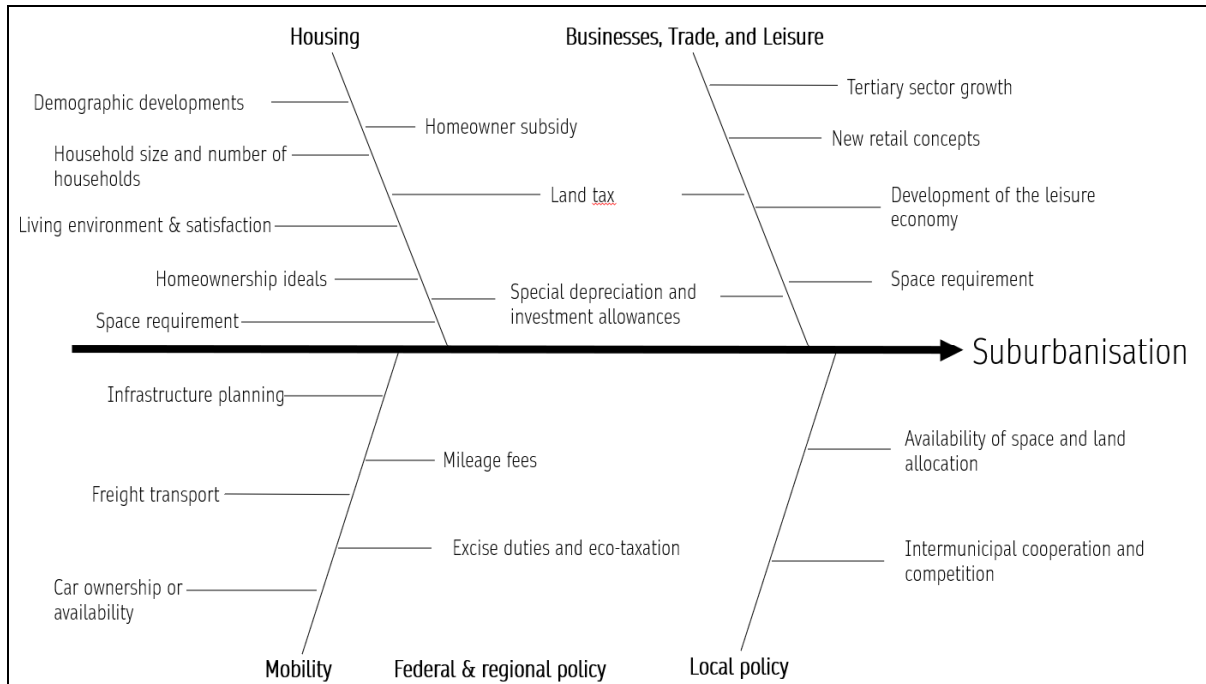 Housing
Businesses, Trade, and Leisure
Demographic developments
Homeowner subsidy
Household size and number of
households
Land tax
Living environment & satisfaction
Homeownership ideals
Special depreciation and
investment allowances
Space requirement
Tertiary sector growth
New retail concepts
Development of the leisure
economy
Space requirement
Suburbanisation
Infrastructure planning
Mileage fees
Freight transport
Excise duties and eco-taxation
Car ownership or
availability
Availability of space and land
allocation
Intermunicipal cooperation and
competition
Mobility
Federal & regional policy
Local policy